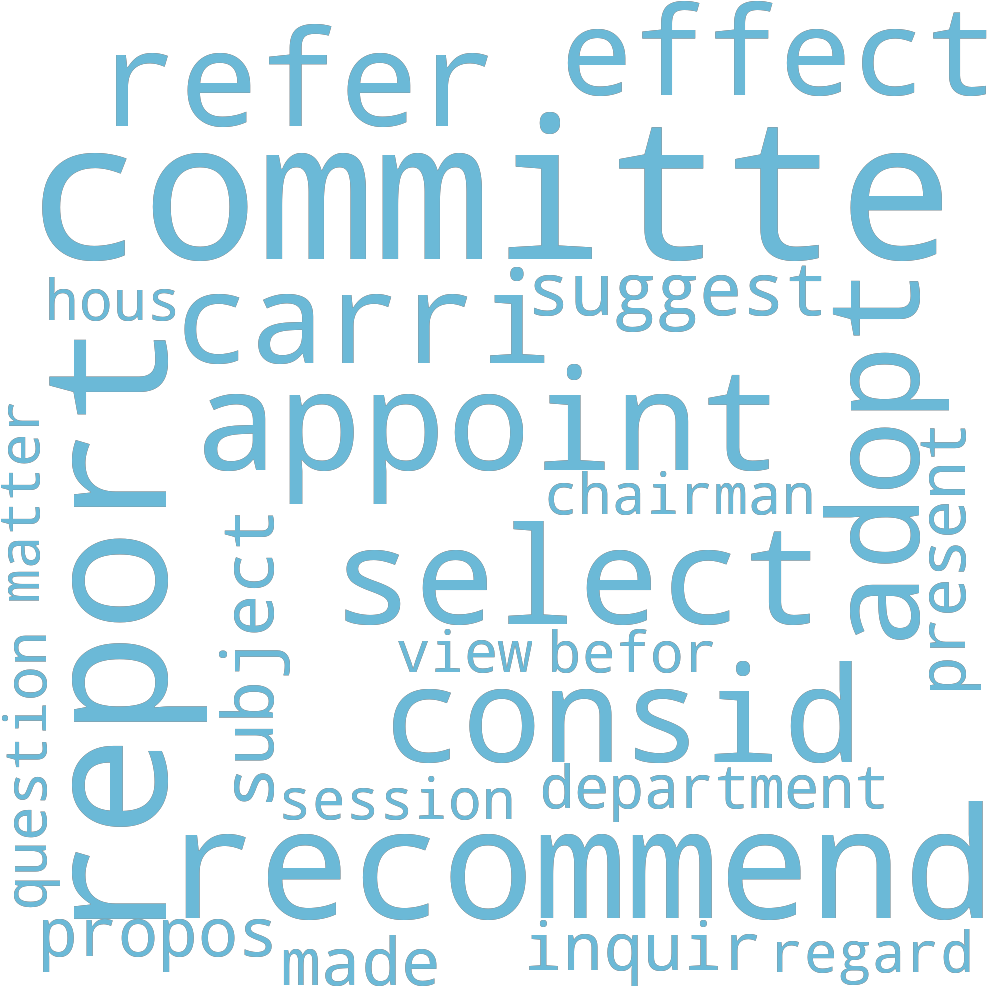 refer
effect
committe
hous
carri
suggest
report
adopt
appoint
matter
present
chairman
subject
select
view
befor
question
consid
session
department
recommend
propos
made
inquir
regard